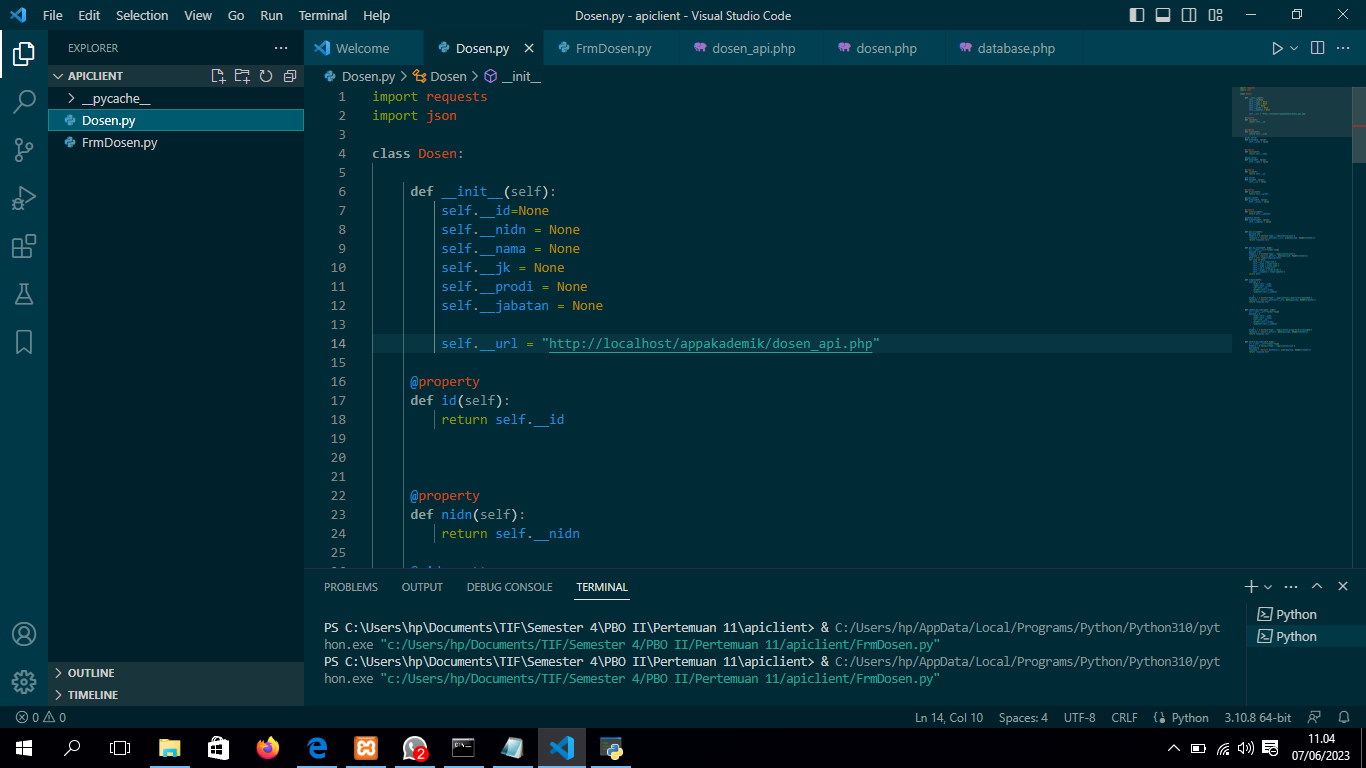 File Edit Selection View Go Run Terminal Help Dosen.py - apiclient - Visual Studio Code
EXPLORER
Welcome Dosen.py FrmDosen.py dosen_api.php dosen.php database.php
APICLIENT
Dosen.py > Dosen > __init__
__pycache__
Dosen.py
FrmDosen.py
1 import requests
2 import json
3
4 class Dosen:
5
6 def __init__(self):
7 self.__id=None
8 self.__nidn = None
9 self.__nama = None
10 self.__jk = None
11 self.__prodi = None
12 self.__jabatan = None
13
14 self.__url = "http://localhost/appakademik/dosen_api.php"
15
16 @property
17 def id(self):
18 return self.__id
19
20
21
22 @property
23 def nidn(self):
24 return self.__nidn
25
PROBLEMS OUTPUT DEBUG CONSOLE TERMINAL
PS C:\Users\hp\Documents\TIF\Semester 4\PBO II\Pertemuan 11\apiclient> & C:/Users/hp/AppData/Local/Programs/Python/Python310/pyt
hon.exe "c:/Users/hp/Documents/TIF/Semester 4/PBO II/Pertemuan 11/apiclient/FrmDosen.py"
PS C:\Users\hp\Documents\TIF\Semester 4\PBO II\Pertemuan 11\apiclient> & C:/Users/hp/AppData/Local/Programs/Python/Python310/pyt
hon.exe "c:/Users/hp/Documents/TIF/Semester 4/PBO II/Pertemuan 11/apiclient/FrmDosen.py"
Python
Python
OUTLINE
TIMELINE
0 0 Ln 14, Col 10 Spaces: 4 UTF-8 CRLF Python 3.10.8 64-bit
2
11.04
07/06/2023